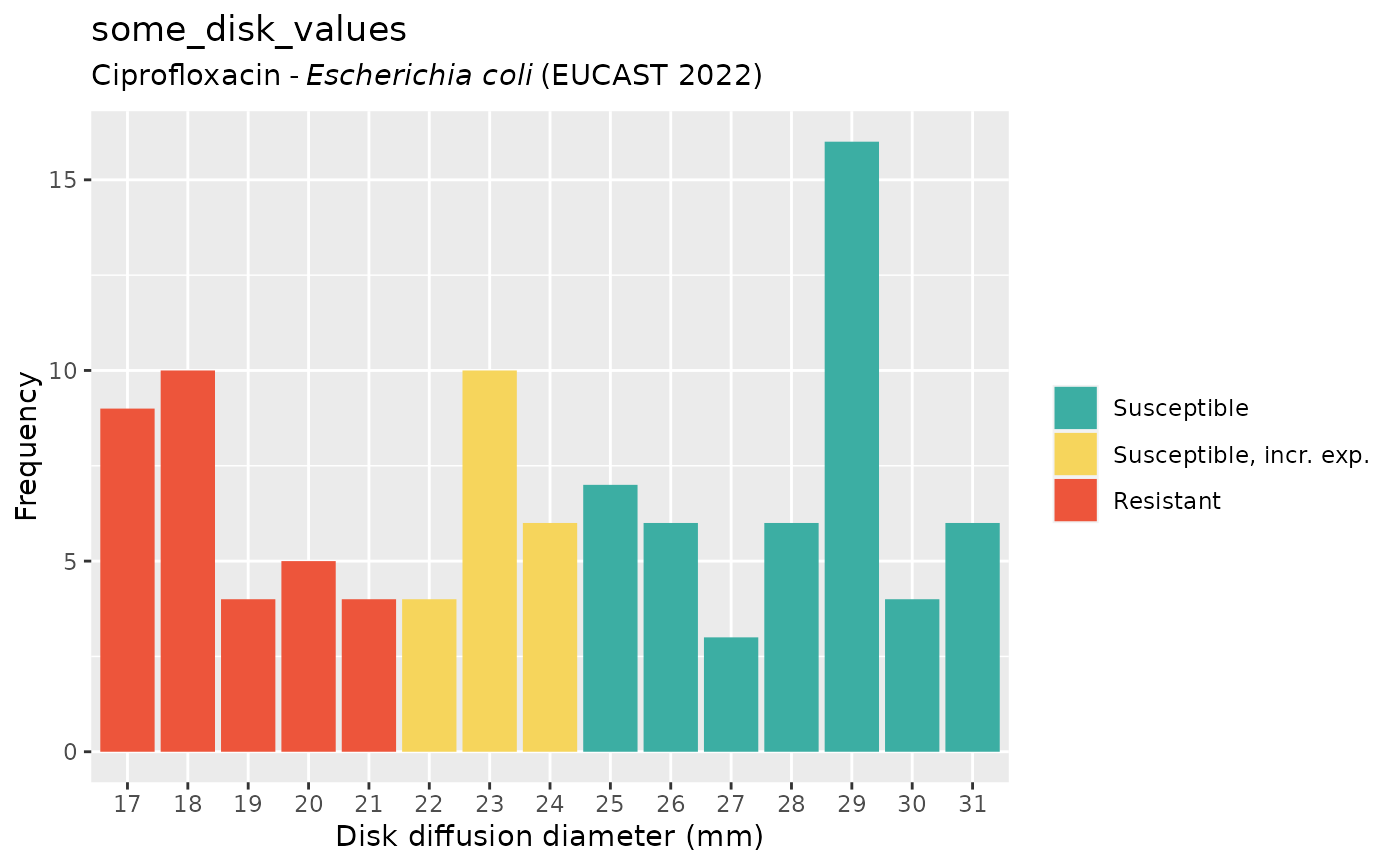 some_disk_values
Ciprofloxacin - Escherichia coli (EUCAST 2022)
Frequency
15
10
5
0
17 18 19 20 21 22 23 24 25 26 27 28 29 30 31
Disk diffusion diameter (mm)
Susceptible
Susceptible, incr. exp.
Resistant